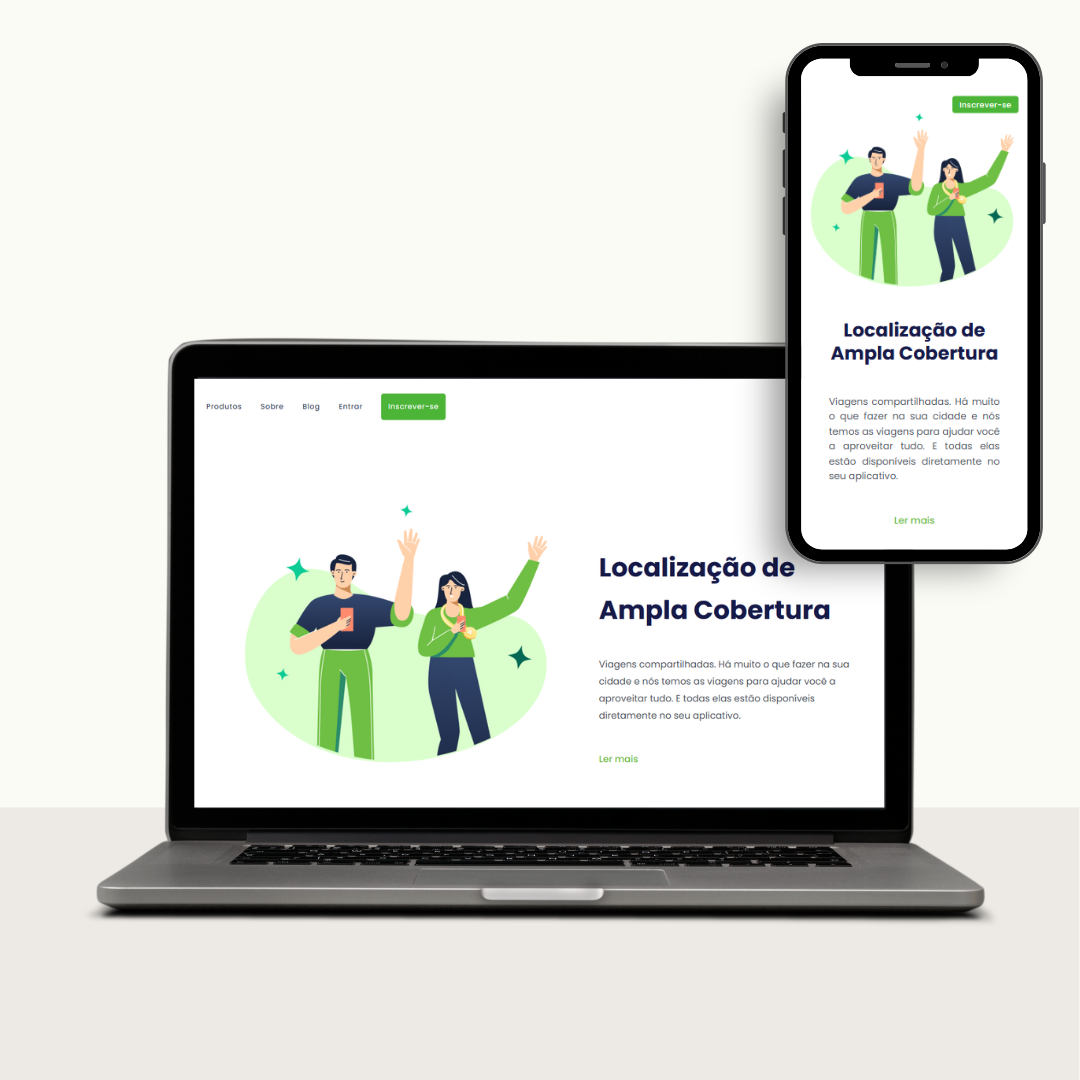 Inscrever-se
Localização de
Ampla Cobertura
Viagens compartilhadas. Há muito
o que fazer na sua cidade e nós
temos as viagens para ajudar você
a aproveitar tudo. E todas elas
estão disponíveis diretamente no
seu aplicativo.
Ler mais
Produtos Sobre Blog Entrar Inscrever-se
Localização de
Ampla Cobertura
Viagens compartilhadas. Há muito o que fazer na sua
cidade e nós temos as viagens para ajudar você a
aproveitar tudo. E todas elas estão disponíveis
diretamente no seu aplicativo.
Ler mais